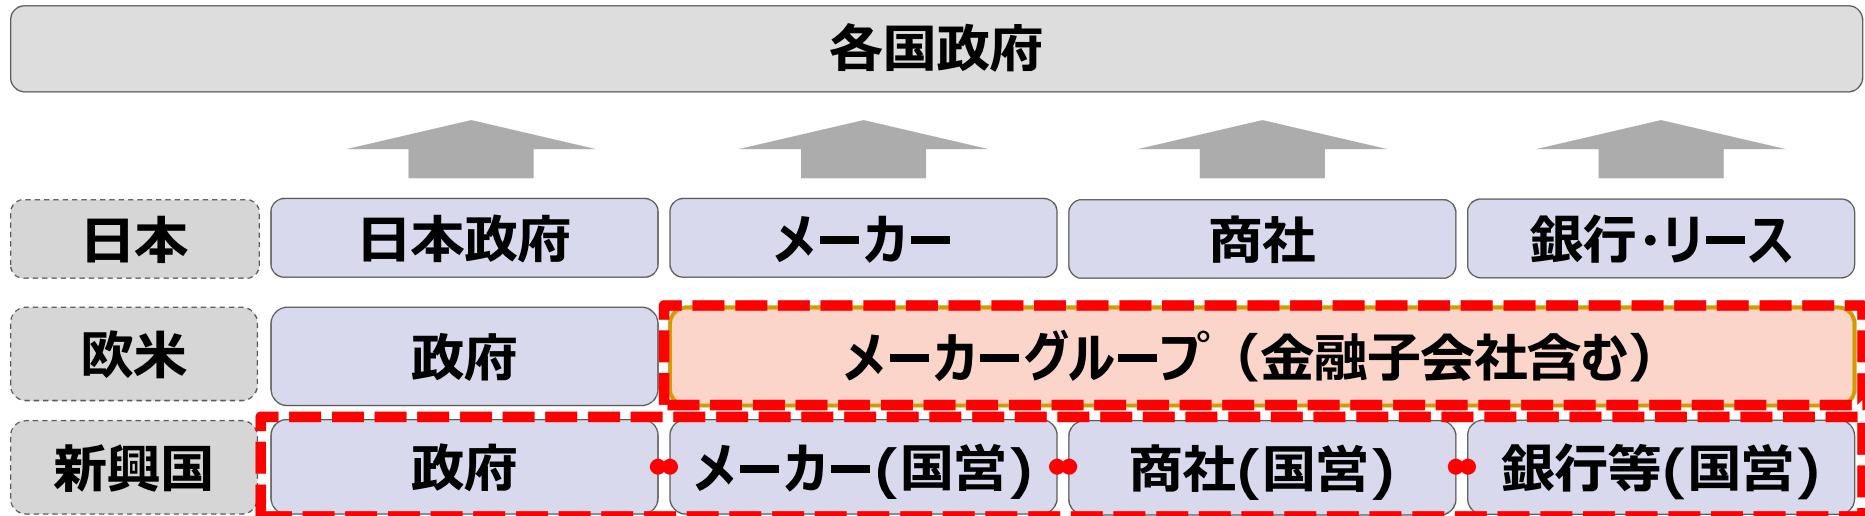 各国政府
日本 日本政府 メーカー 商社 銀行・リース
欧米 政府 メーカーグループ（金融子会社含む）
新興国 政府 メーカー(国営) 商社(国営) 銀行等(国営)